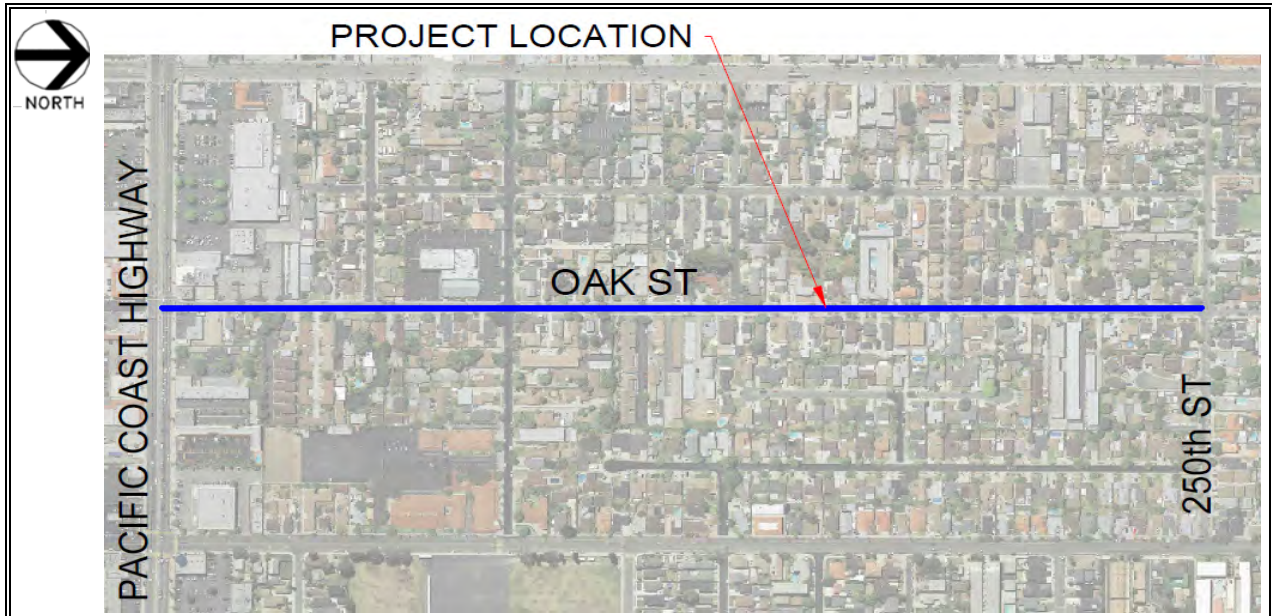 PROJECT LOCATION
NORTH
PACIFIC COAST HIGHWAY
OAK ST
250th ST